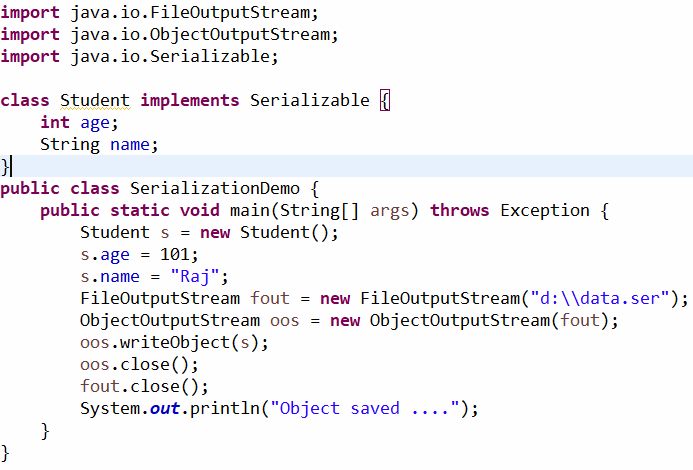 import java.io.FileOutputStream;
import java.io.ObjectOutputStream;
import java.io.Serializable;

class Student implements Serializable {
    int age;
    String name;
}
public class SerializationDemo {
    public static void main(String[] args) throws Exception {
        Student s = new Student();
        s.age = 101;
        s.name = "Raj";
        FileOutputStream fout = new FileOutputStream("d:\\data.ser");
        ObjectOutputStream oos = new ObjectOutputStream(fout);
        oos.writeObject(s);
        oos.close();
        fout.close();
        System.out.println("Object saved ....");
    }
}